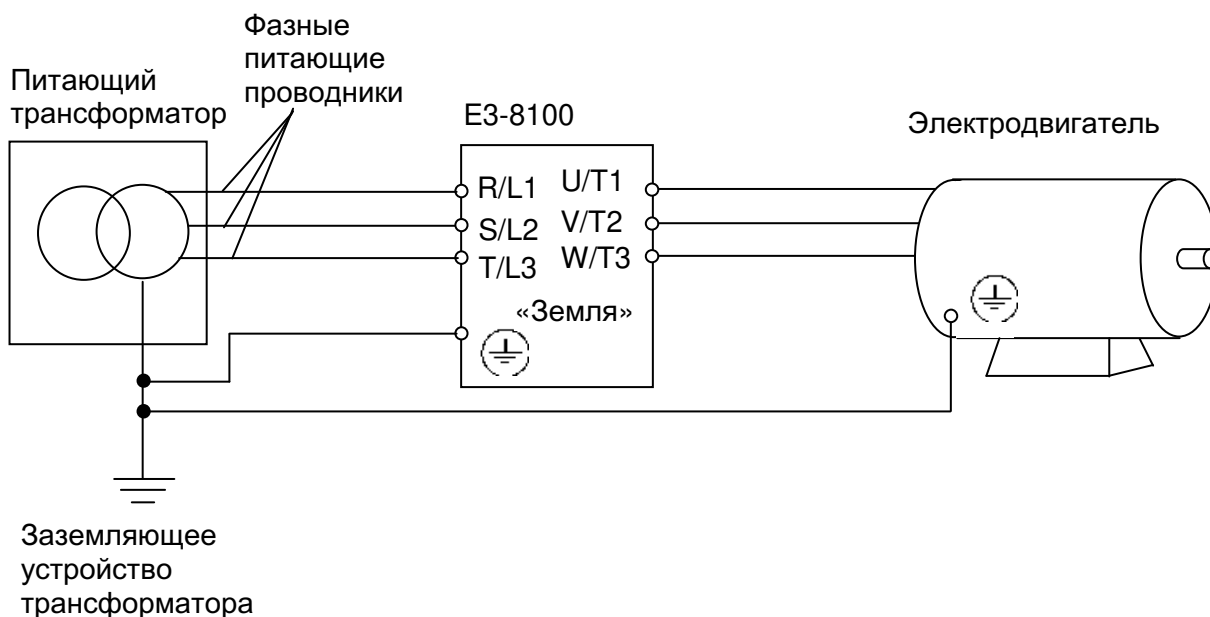 Фазные
питающие
проводники
Питающий
трансформатор
E3-8100
Электродвигатель
R/L1 U/T1
S/L2 V/T2
T/L3 W/T3
«Земля»
Заземляющее
устройство
трансформатора